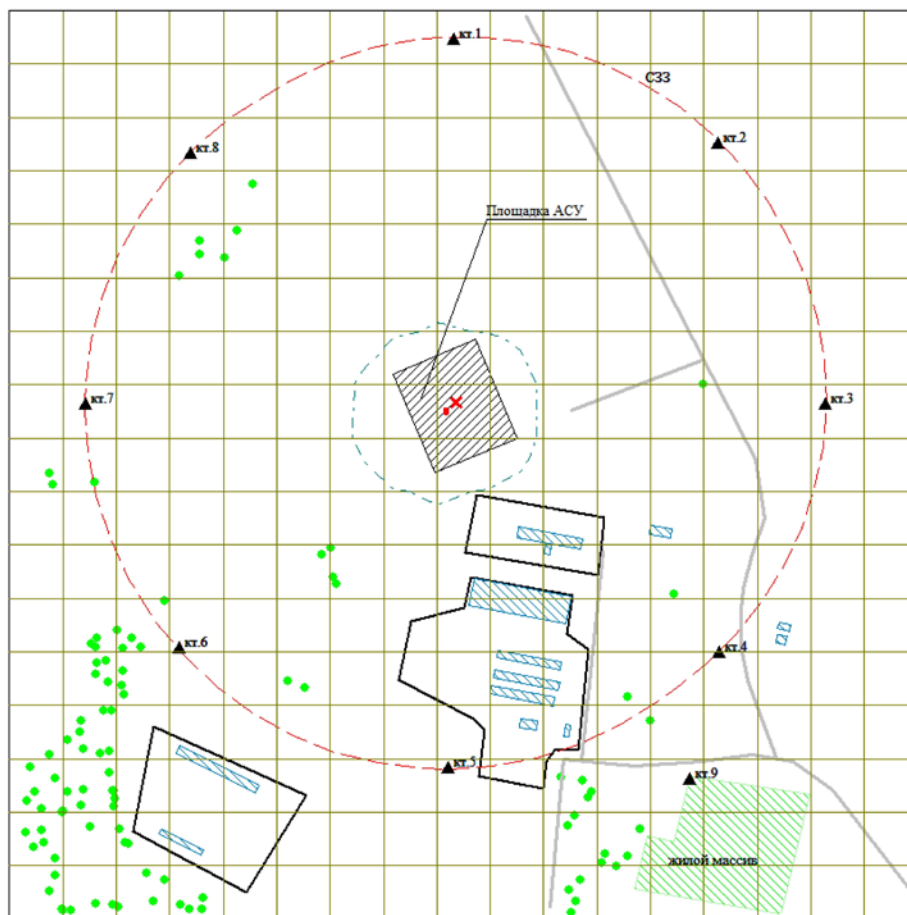 кт.1
СЗЗ
кт.2
кт.8
Площадка АСУ
кт.7
кт.3
кт.6
кт.4
кт.5
кт.9
жилой массив